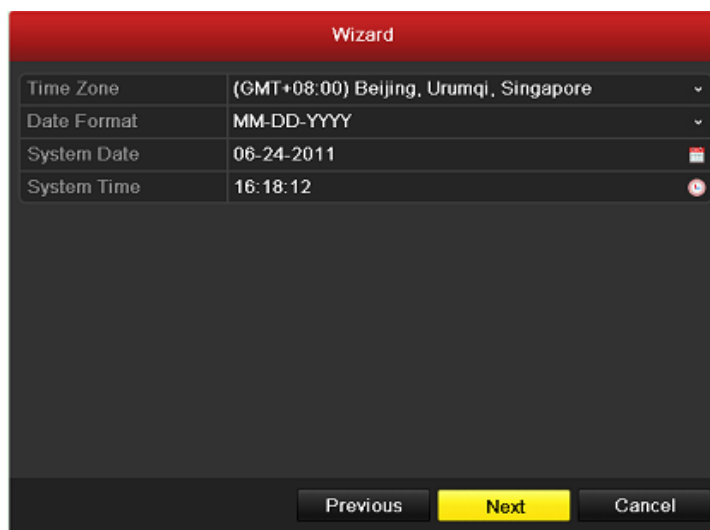 Wizard
Time Zone (GMT+08:00) Beijing, Urumqi, Singapore
Date Format MM-DD-YYYY
System Date 06-24-2011
System Time 16:18:12
Previous Next Cancel